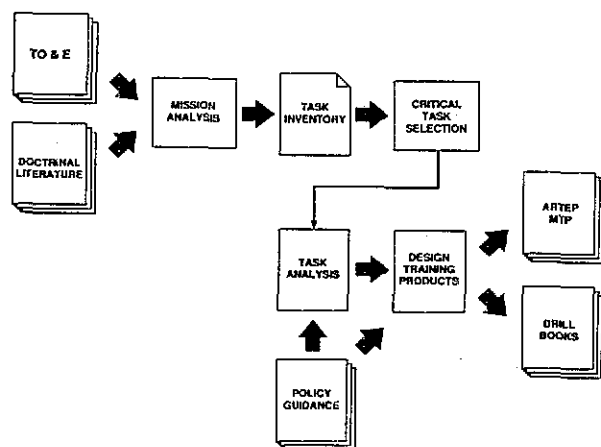 TO & E
MISSION
ANALYSIS
TASK
INVENTORY
CRITICAL
TASK
SELECTION
DOCTRINAL
LITERATURE
TASK
ANALYSIS
DESIGN
TRAINING
PRODUCTS
ARTEP
MTP
DRILL
BOOKS
POLICY
GUIDANCE